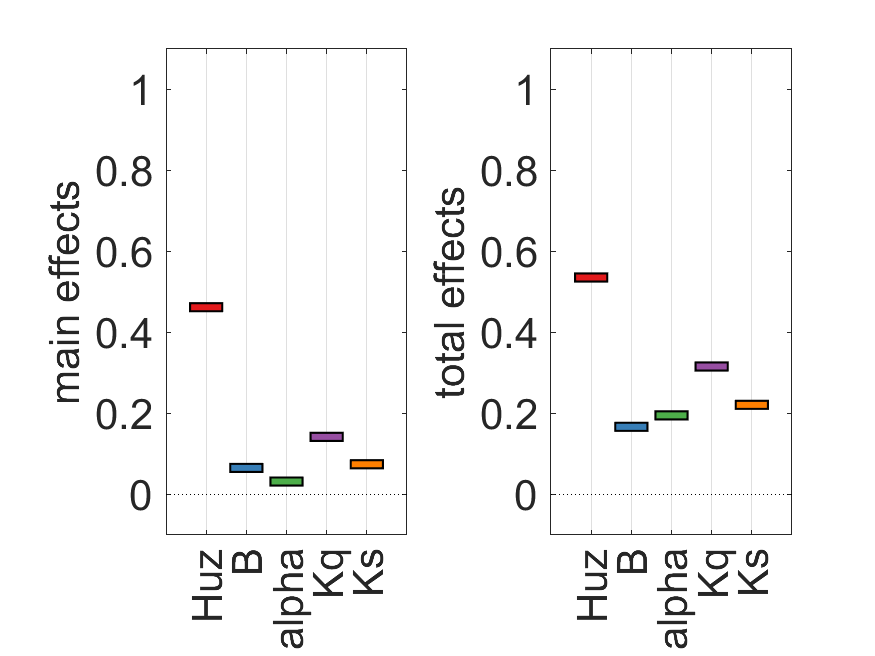 main effects
1
0.8
0.6
0.4
0.2
0
Huz
B
alpha
Kq
Ks
total effects
1
0.8
0.6
0.4
0.2
0
Huz
B
alpha
Kq
Ks